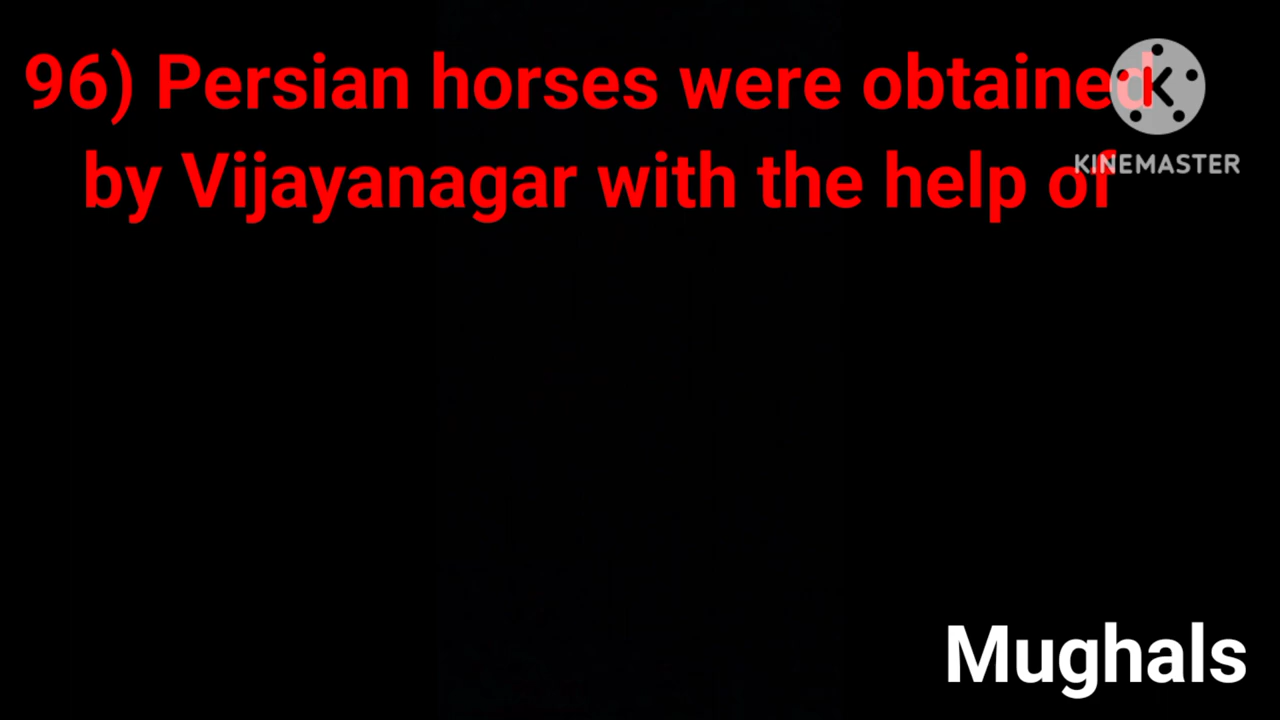 96) Persian horses were obtained
by Vijayanagar with the help of
KINEMASTER
Mughals